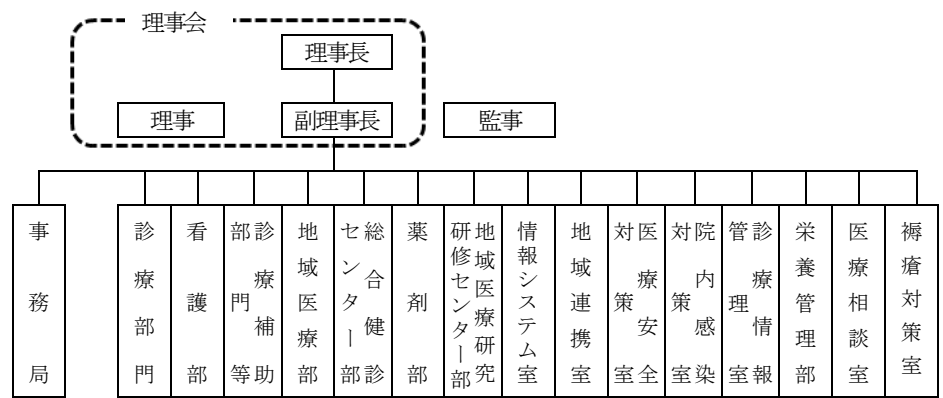 理事会
理事長
理事
副理事長
監事
事務局
診療部門
看護部
診療補助
部門等
地域医療部
総合健診
センター部
薬剤部
地域医療研究
研修センター部
情報システム室
地域連携室
医療安全
対策室
院内感染
対策室
診療情報
管理室
栄養管理部
医療相談室
褥瘡対策室